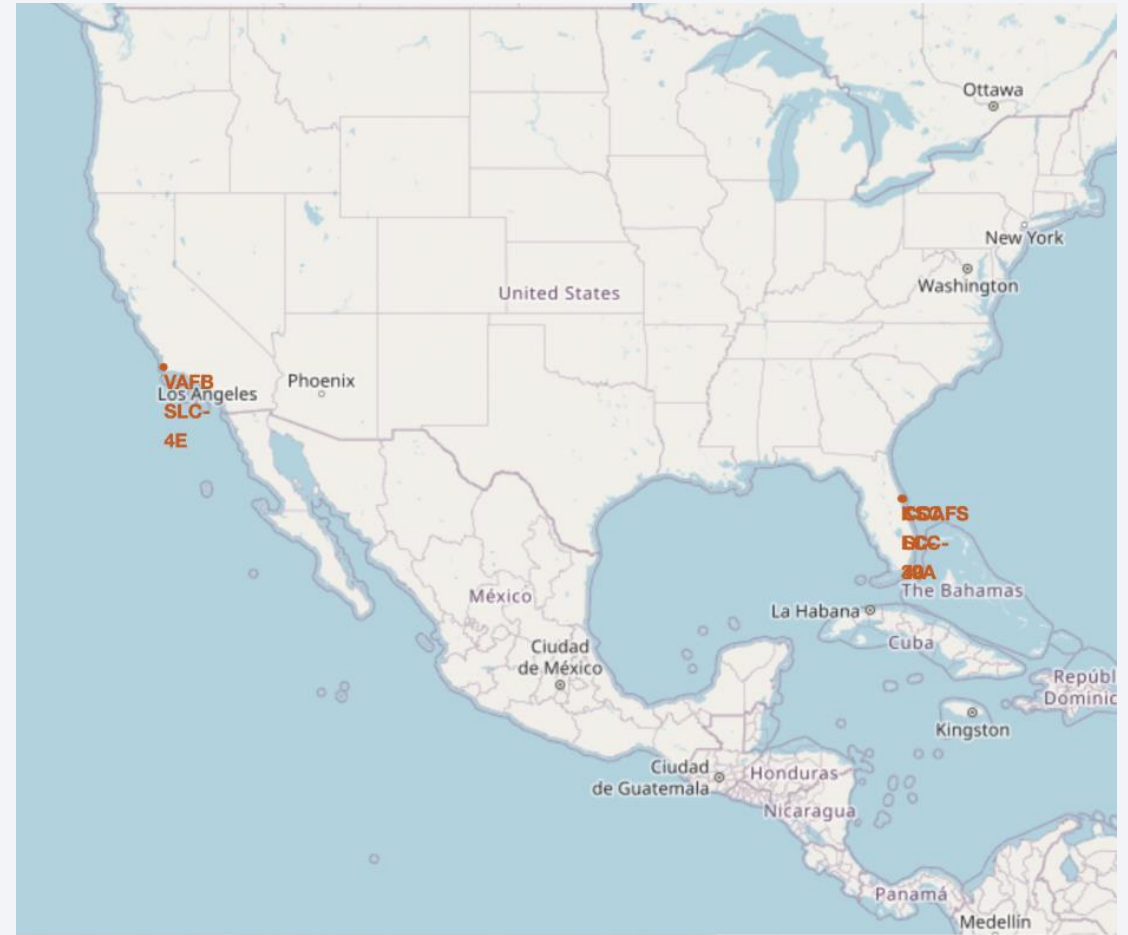 Ottawa
New York
Washington
United States
VAFB
Los Angeles
SLC-
4E
Phoenix
The Bahamas
México
La Habana
Cuba
Ciudad
de México
Repúbl
Dominic
Kingston
Ciudad
de Guatemala
Honduras
Nicaragua
Panamá
Medellín